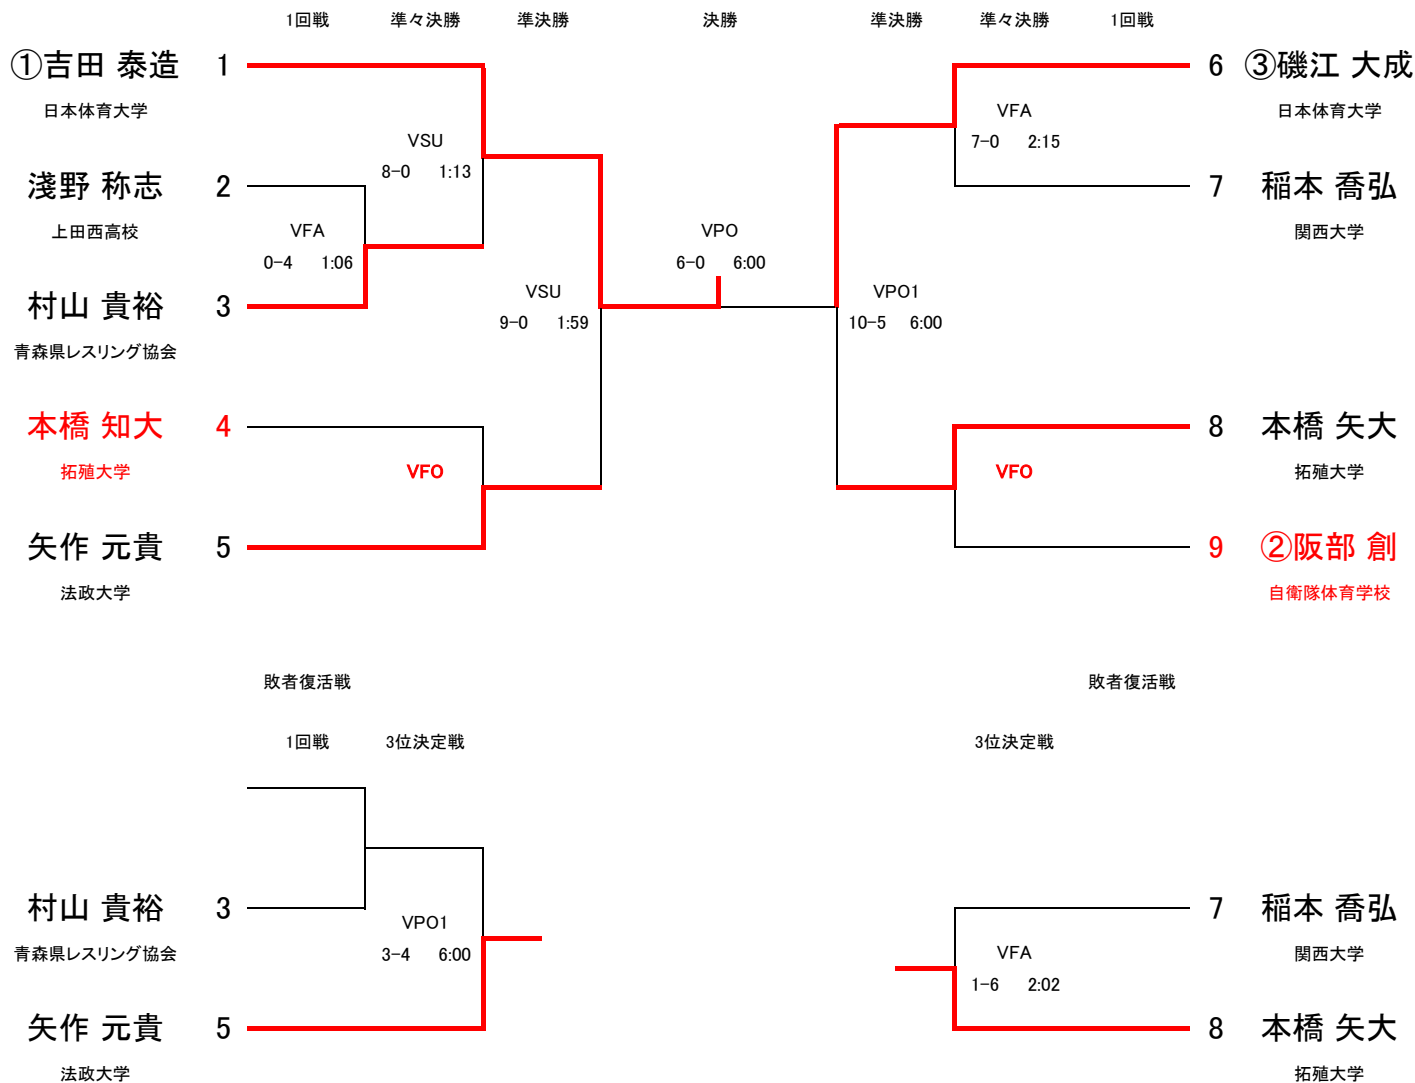 1回戦 準々決勝 準決勝 決勝 準決勝 準々決勝 1回戦
①吉田 泰造 1
日本体育大学
6 ③磯江 大成
日本体育大学
VSU
8-0 1:13
VFA
7-0 2:15
淺野 称志 2
上田西高校
7 稲本 喬弘
関西大学
VFA
0-4 1:06
VPO
6-0 6:00
村山 貴裕 3
青森県レスリング協会
VSU
9-0 1:59
VPO1
10-5 6:00
本橋 知大 4
拓殖大学
VFO
8 本橋 矢大
拓殖大学
VFO
矢作 元貴 5
法政大学
9 ②阪部 創
自衛隊体育学校
敗者復活戦 敗者復活戦
1回戦 3位決定戦 3位決定戦
村山 貴裕 3
青森県レスリング協会
VPO1
3-4 6:00
7 稲本 喬弘
関西大学
VFA
1-6 2:02
矢作 元貴 5
法政大学
8 本橋 矢大
拓殖大学